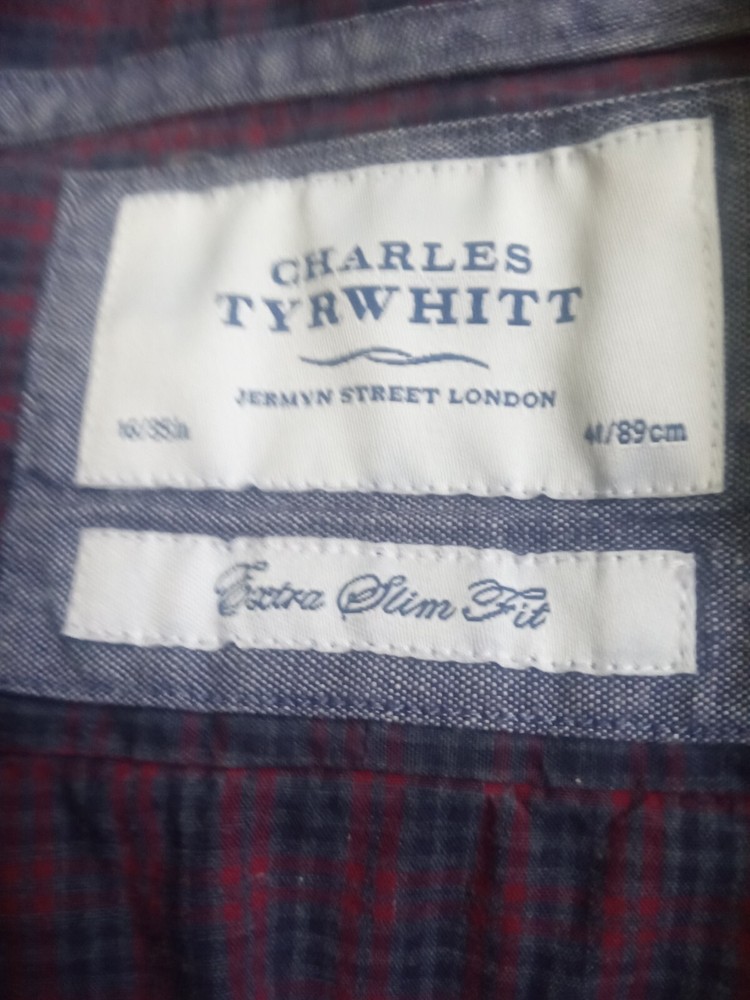 CHARLES
TYRWHITT
JERMYN STREET LONDON
41/89cm
Extra Slim Fit